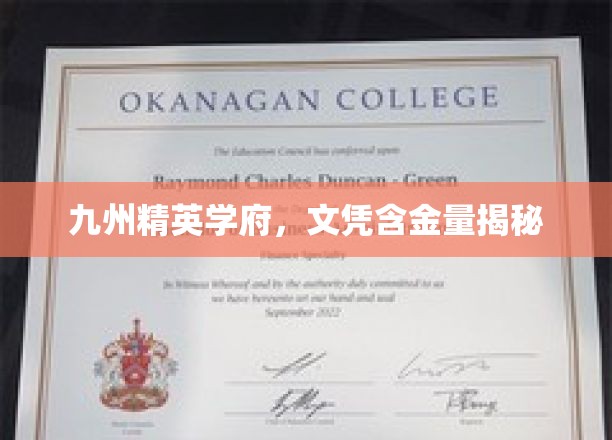 OKANAGAN COLLEGE
The Education Council has conferred upon
Raymond Charles Duncan - Green
九州精英学府，文凭含金量揭秘
Finance Specialty
In Witness Whereof and by the authority duly committed to us
we have hereunto set our hand and seal
September 2022